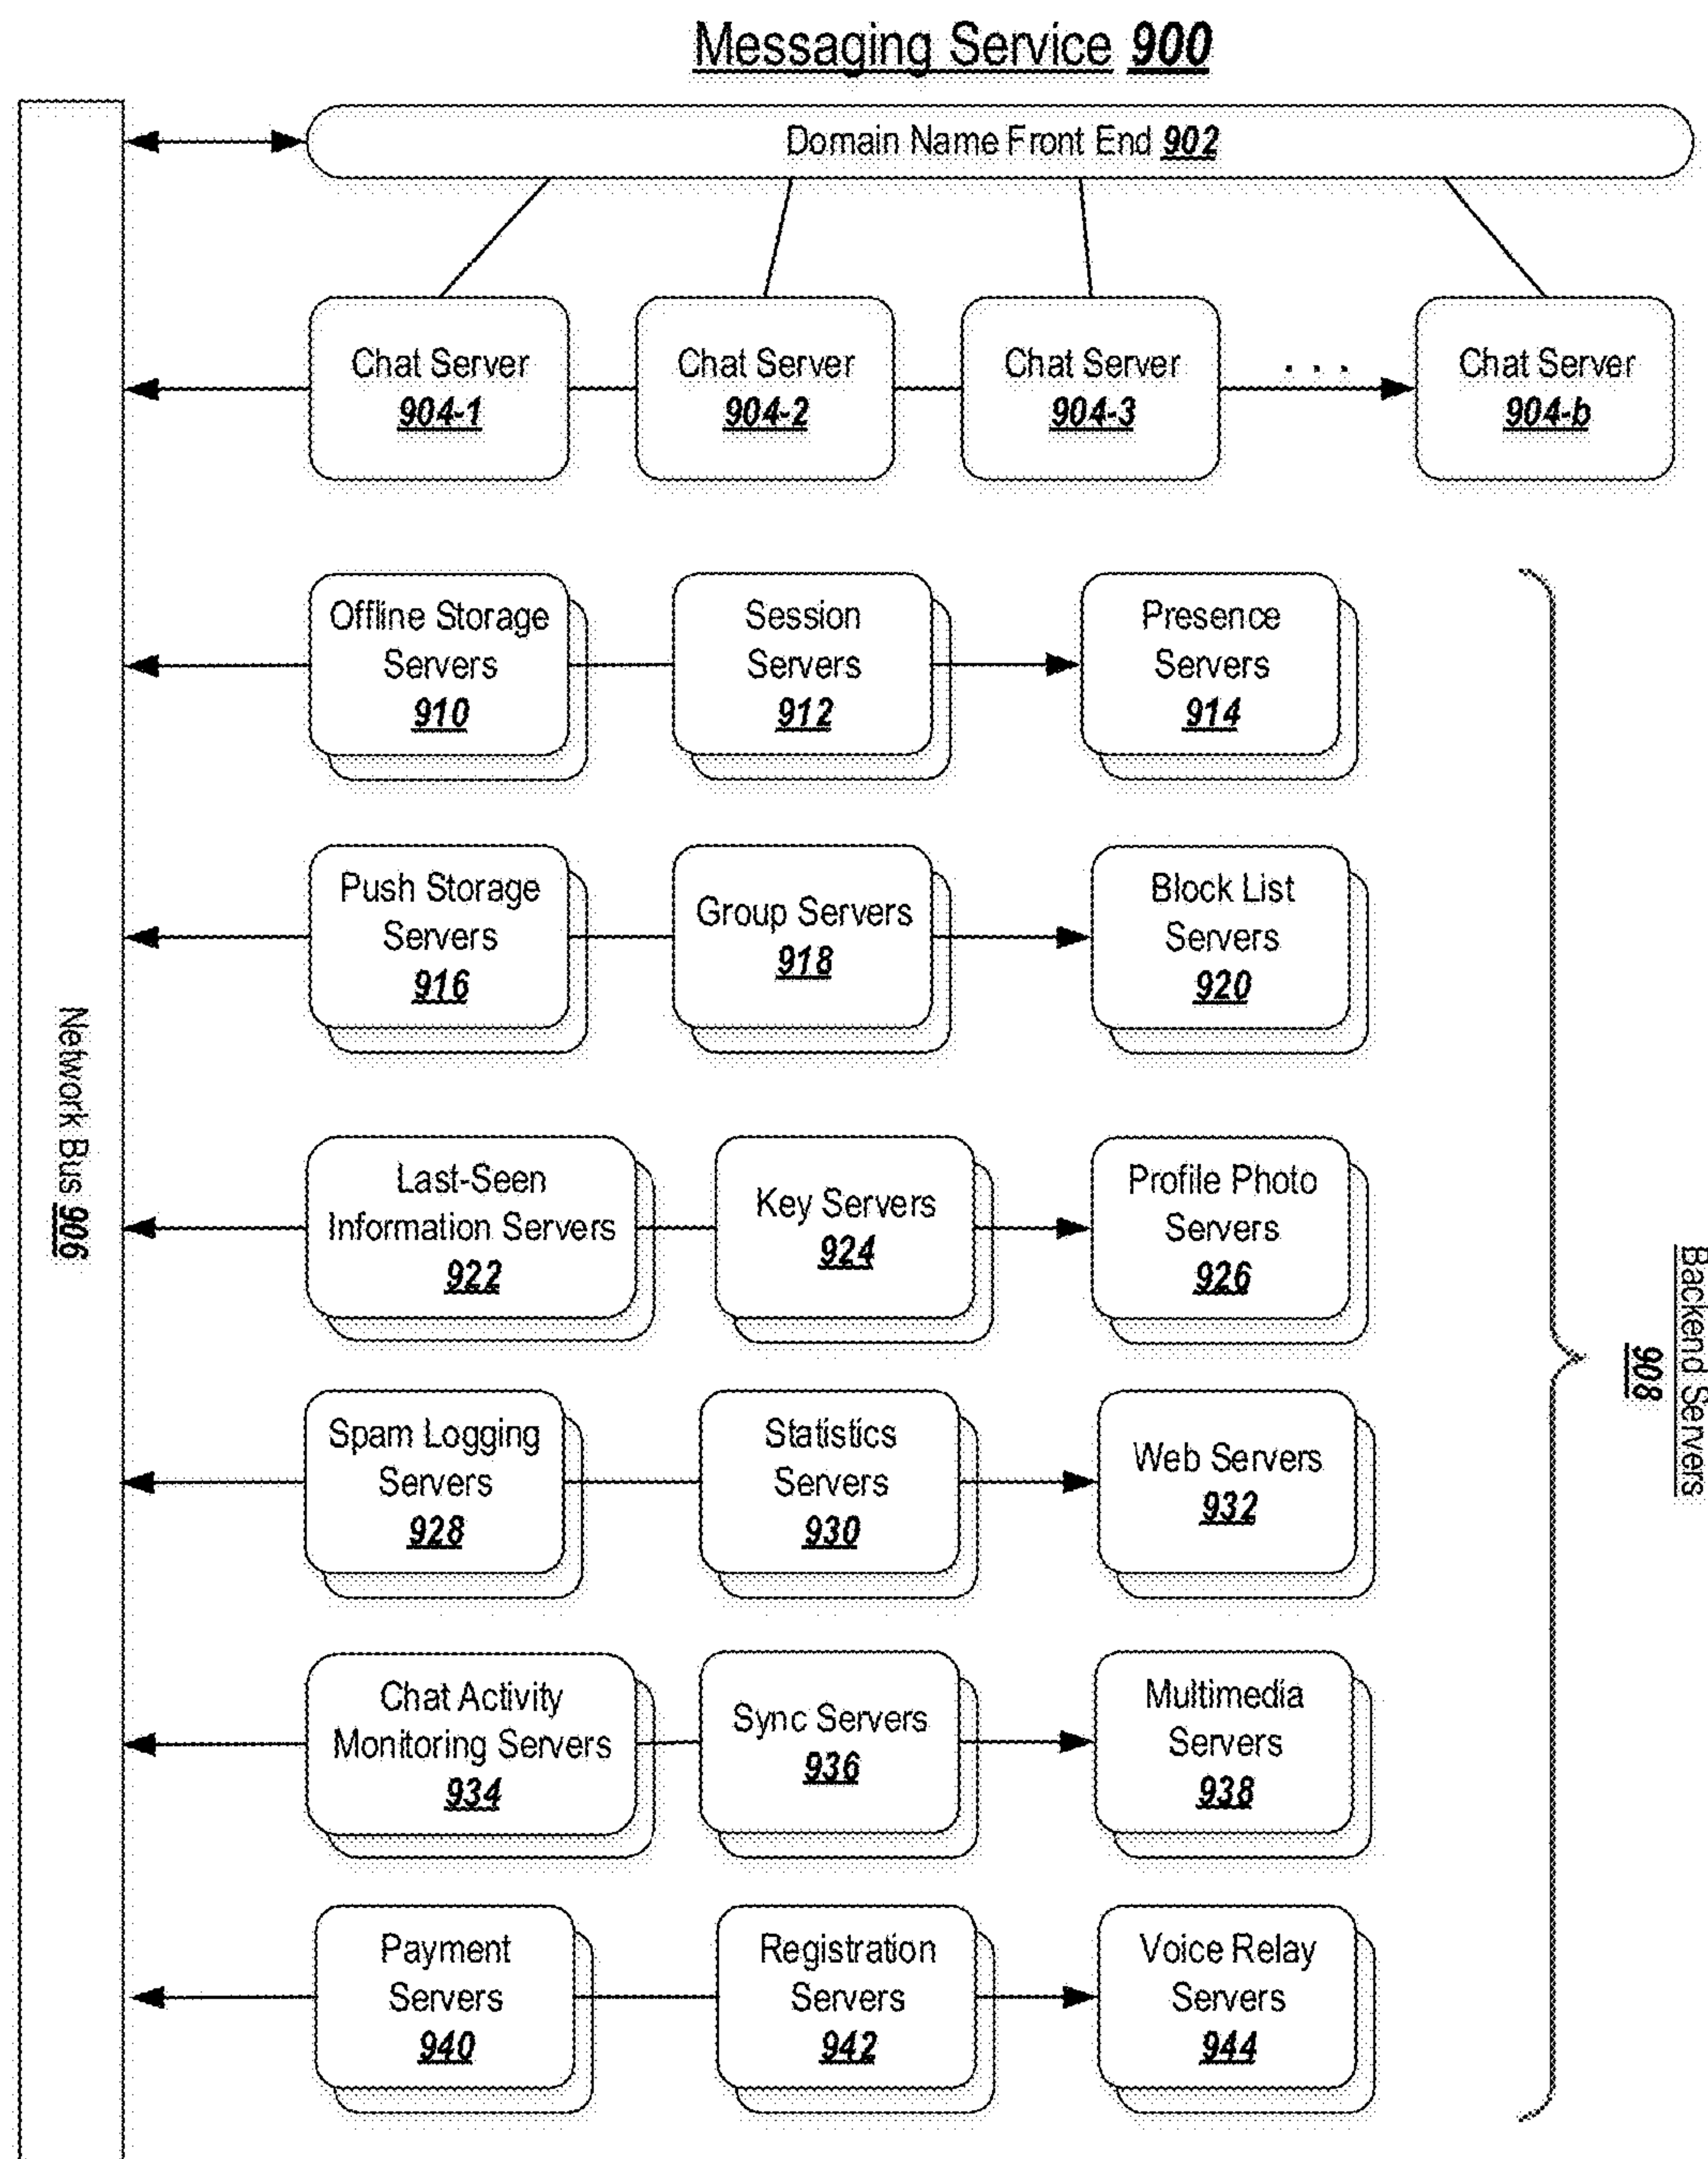 Messaging Service 900
Domain Name Front End 902
Chat Server
904-1
Chat Server
904-2
Chat Server
904-3
. . .
Chat Server
904-b
Offline Storage
Servers
910
Session
Servers
912
Presence
Servers
914
Push Storage
Servers
916
Group Servers
918
Block List
Servers
920
Network Bus 906
Last-Seen
Information Servers
922
Key Servers
924
Profile Photo
Servers
926
Backend Servers
908
Spam Logging
Servers
928
Statistics
Servers
930
Web Servers
932
Chat Activity
Monitoring Servers
934
Sync Servers
936
Multimedia
Servers
938
Payment
Servers
940
Registration
Servers
942
Voice Relay
Servers
944